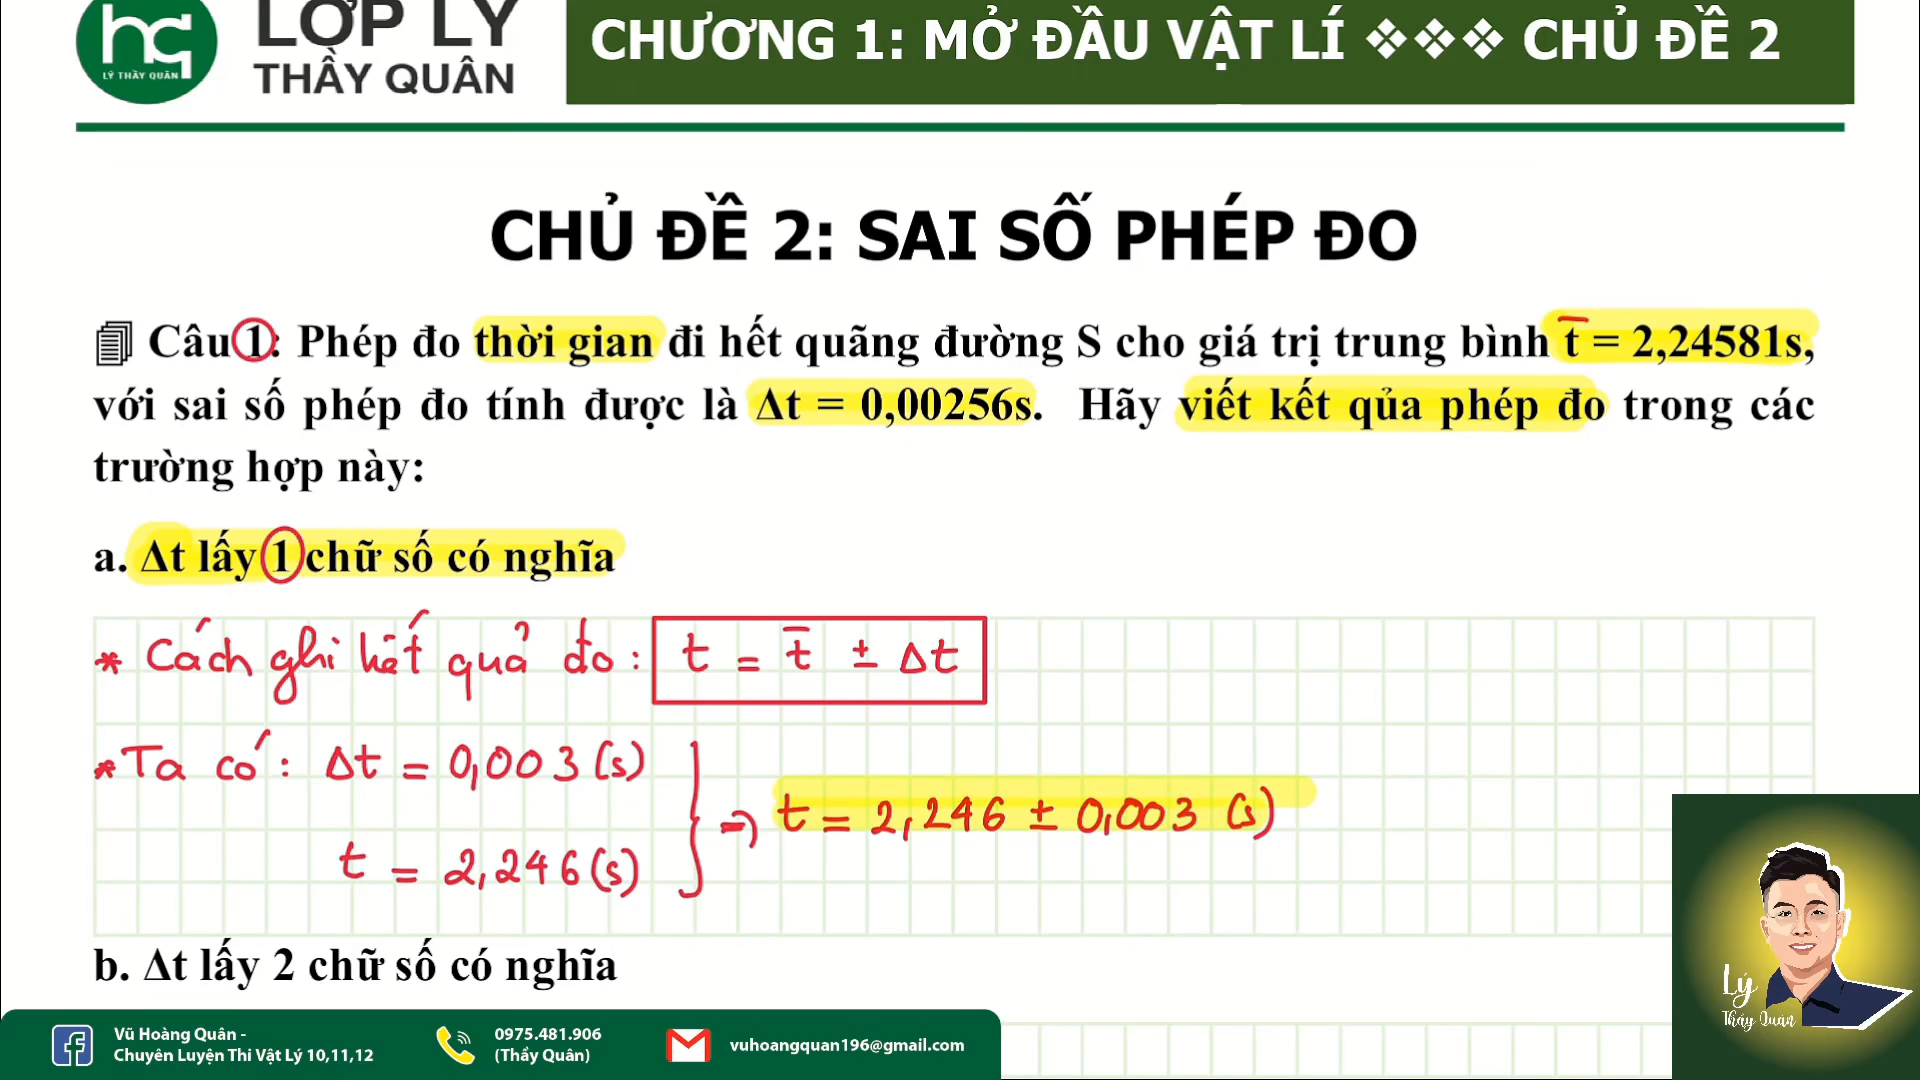 LỚP LÝ
CHƯƠNG 1: MỞ ĐẦU VẬT LÍ ❖❖❖ CHỦ ĐỀ 2
hq
LÝ THẦY QUÂN
THẦY QUÂN
CHỦ ĐỀ 2: SAI SỐ PHÉP ĐO
Câu 1: Phép đo thời gian đi hết quãng đường S cho giá trị trung bình t̅ = 2,24581s,
với sai số phép đo tính được là Δt = 0,00256s. Hãy viết kết qủa phép đo trong các
trường hợp này:
a. Δt lấy 1 chữ số có nghĩa
* Cách ghi kết quả đo: t = t̅ ± Δt
* Ta có: Δt = 0,003 (s)
=> t = 2,246 ± 0,003 (s)
t = 2,246 (s)
b. Δt lấy 2 chữ số có nghĩa
Lý
Thầy Quân
Vũ Hoàng Quân -
Chuyên Luyện Thi Vật Lý 10,11,12
0975.481.906
(Thầy Quân)
vuhoangquan196@gmail.com